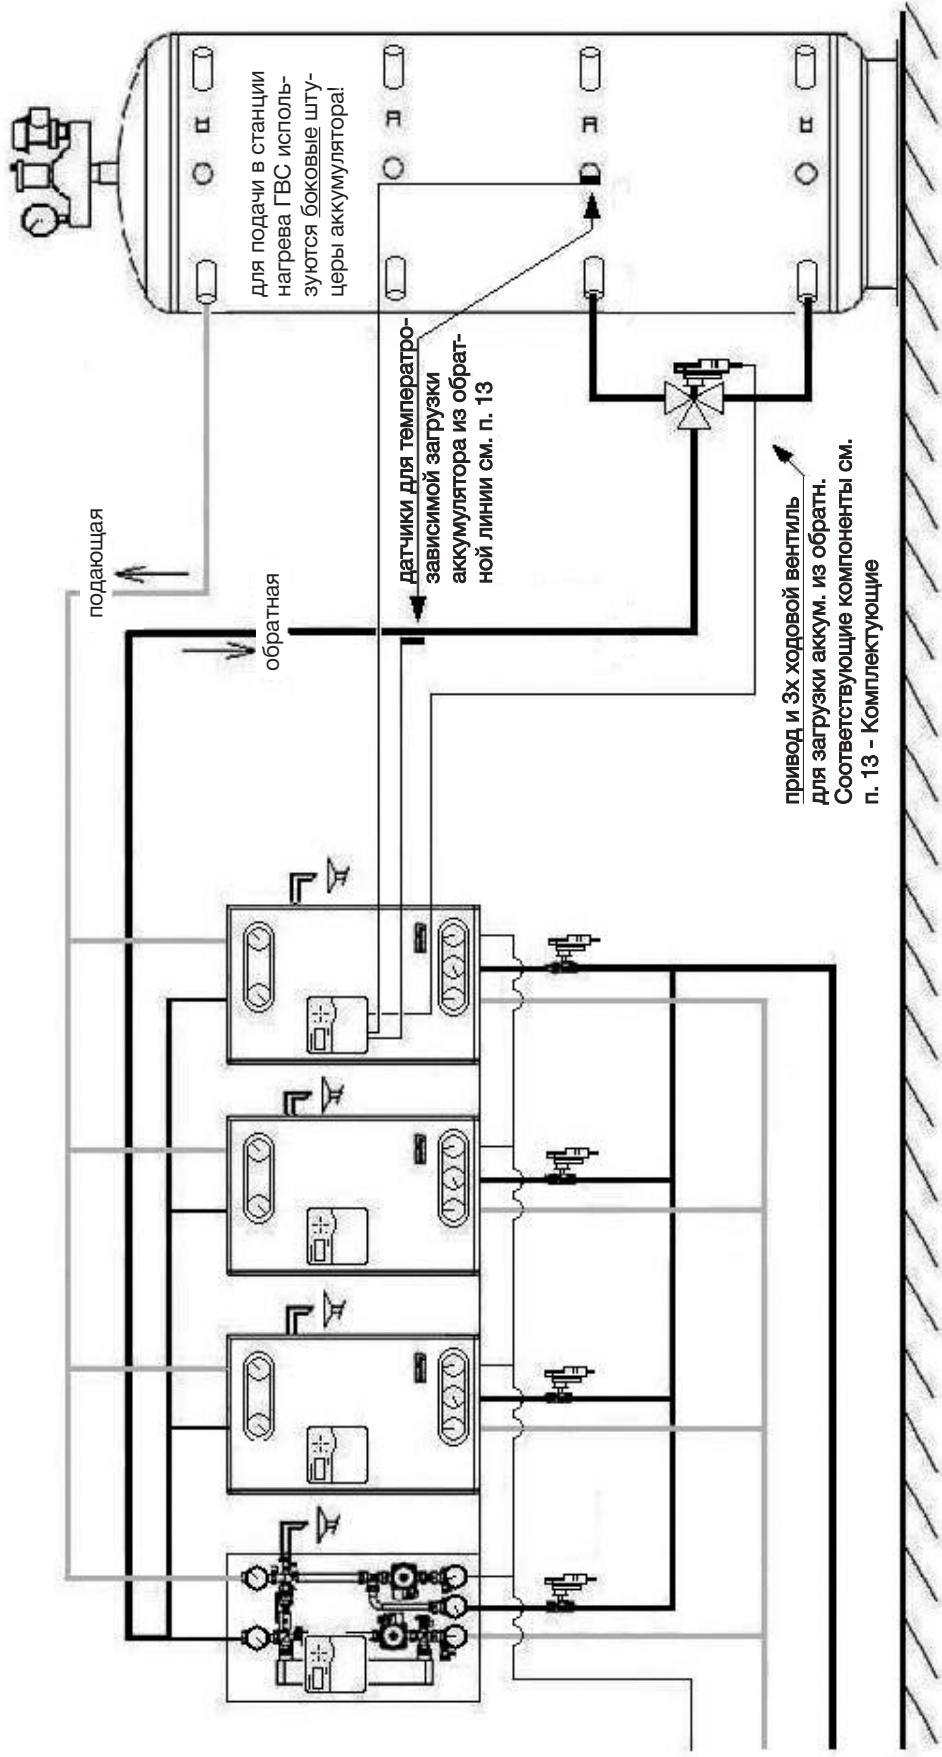 для подачи в станции
нагрева ГВС исполь-
зуются боковые шту-
церы аккумулятора!
подающая
обратная
датчики для температро-
зависимой загрузки
аккумулятора из обрат-
ной линии см. п. 13
привод и 3х ходовой вентиль
для загрузки аккум. из обратн.
Соответствующие компоненты см.
п. 13 - Комплектующие